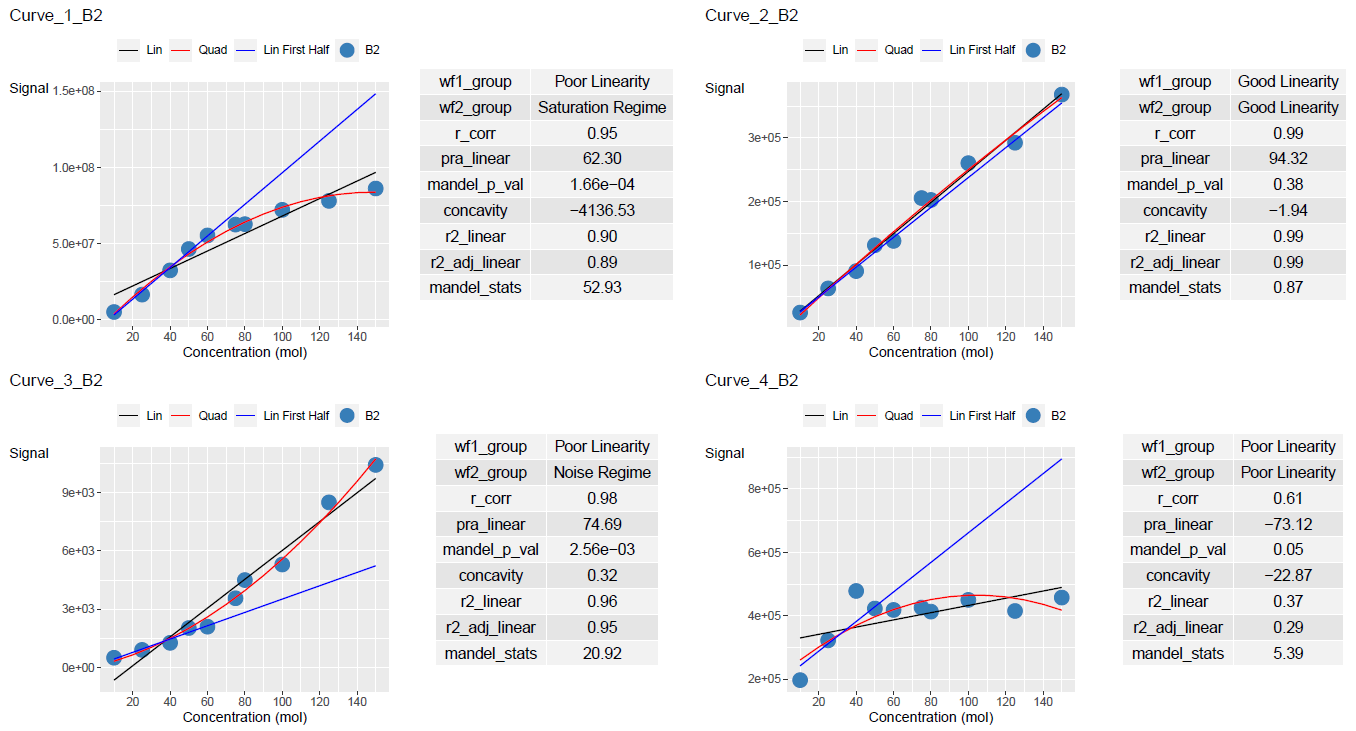 Curve_1_B2
Lin Quad Lin First Half B2
Signal
1.5e+08
1.0e+08
5.0e+07
0.0e+00
20 40 60 80 100 120 140
Concentration (mol)
wf1_group Poor Linearity
wf2_group Saturation Regime
r_corr 0.95
pra_linear 62.30
mandel_p_val 1.66e−04
concavity −4136.53
r2_linear 0.90
r2_adj_linear 0.89
mandel_stats 52.93
Curve_2_B2
Lin Quad Lin First Half B2
Signal
3e+05
2e+05
1e+05
20 40 60 80 100 120 140
Concentration (mol)
wf1_group Good Linearity
wf2_group Good Linearity
r_corr 0.99
pra_linear 94.32
mandel_p_val 0.38
concavity −1.94
r2_linear 0.99
r2_adj_linear 0.99
mandel_stats 0.87
Curve_3_B2
Lin Quad Lin First Half B2
Signal
9e+03
6e+03
3e+03
0e+00
20 40 60 80 100 120 140
Concentration (mol)
wf1_group Poor Linearity
wf2_group Noise Regime
r_corr 0.98
pra_linear 74.69
mandel_p_val 2.56e−03
concavity 0.32
r2_linear 0.96
r2_adj_linear 0.95
mandel_stats 20.92
Curve_4_B2
Lin Quad Lin First Half B2
Signal
8e+05
6e+05
4e+05
2e+05
20 40 60 80 100 120 140
Concentration (mol)
wf1_group Poor Linearity
wf2_group Poor Linearity
r_corr 0.61
pra_linear −73.12
mandel_p_val 0.05
concavity −22.87
r2_linear 0.37
r2_adj_linear 0.29
mandel_stats 5.39